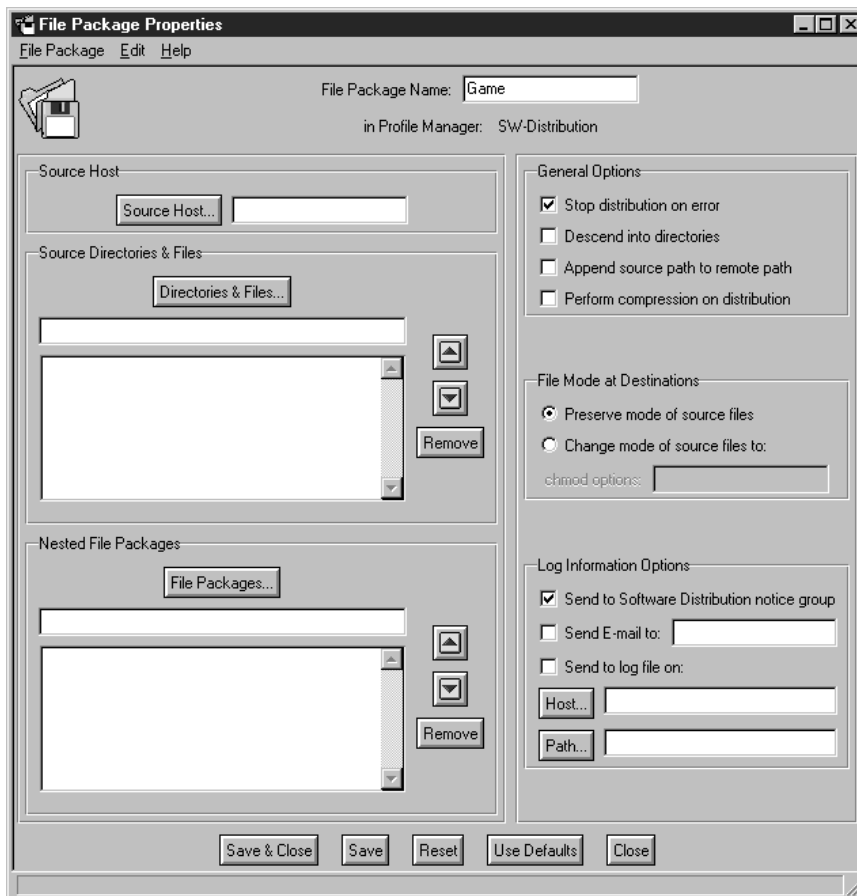 File Package Properties
File Package Edit Help
File Package Name: Game
in Profile Manager: SW-Distribution
Source Host
Source Host...
Source Directories & Files
Directories & Files...
Remove
Nested File Packages
File Packages...
Remove
General Options
Stop distribution on error
Descend into directories
Append source path to remote path
Perform compression on distribution
File Mode at Destinations
Preserve mode of source files
Change mode of source files to:
chmod options:
Log Information Options
Send to Software Distribution notice group
Send E-mail to:
Send to log file on:
Host...
Path...
Save & Close Save Reset Use Defaults Close